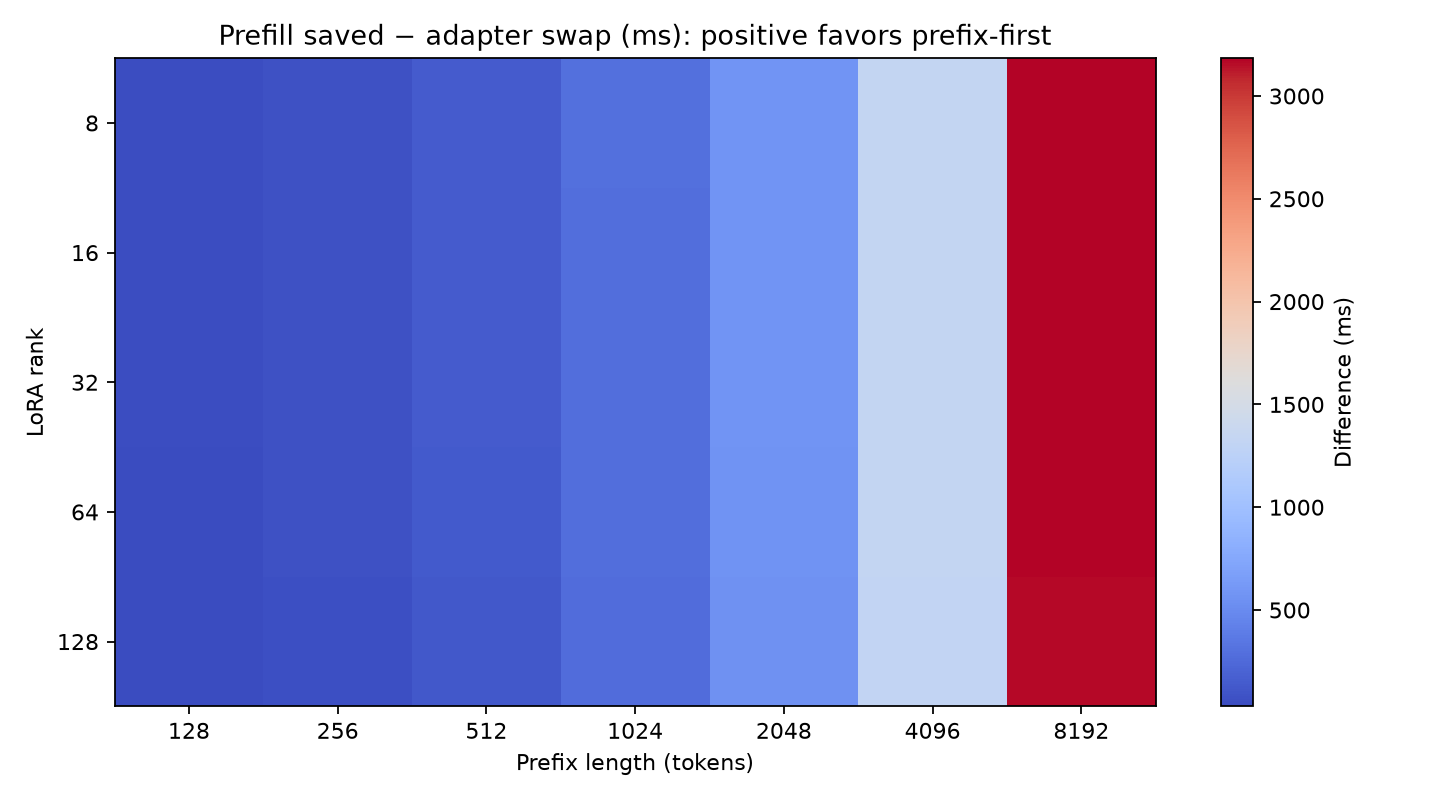 Prefill saved − adapter swap (ms): positive favors prefix-first
LoRA rank
8
16
32
64
128
128 256 512 1024 2048 4096 8192
Prefix length (tokens)
3000
2500
2000
1500
1000
500
Difference (ms)